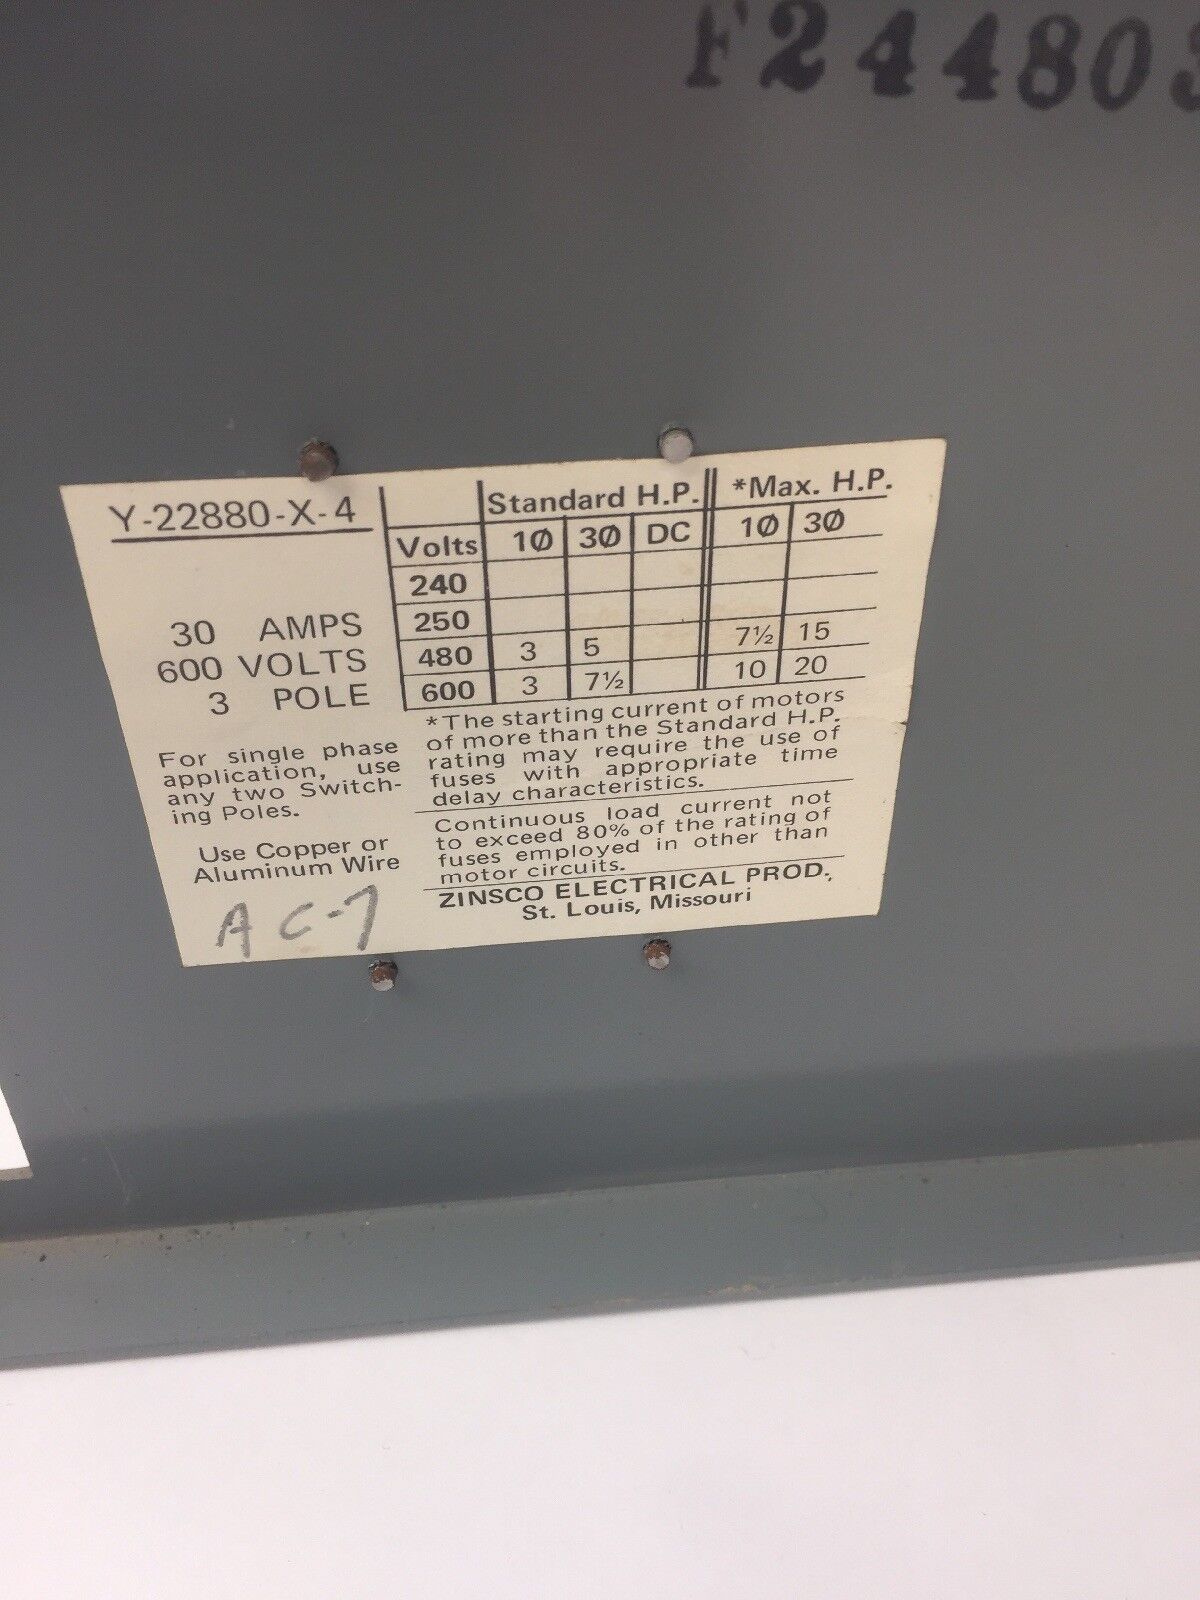 F24480
Y-22880-X-4
30 AMPS
600 VOLTS
3 POLE
For single phase
application, use
any two Switch-
ing Poles.
Use Copper or
Aluminum Wire
AC-7
Standard H.P. *Max. H.P.
Volts 1Ø 3Ø DC 1Ø 3Ø
240
250
480 3 5 7½ 15
600 3 7½ 10 20
*The starting current of motors
of more than the Standard H.P.
rating may require the use of
fuses with appropriate time
delay characteristics.
Continuous load current not
to exceed 80% of the rating of
fuses employed in other than
motor circuits.
ZINSCO ELECTRICAL PROD.,
St. Louis, Missouri